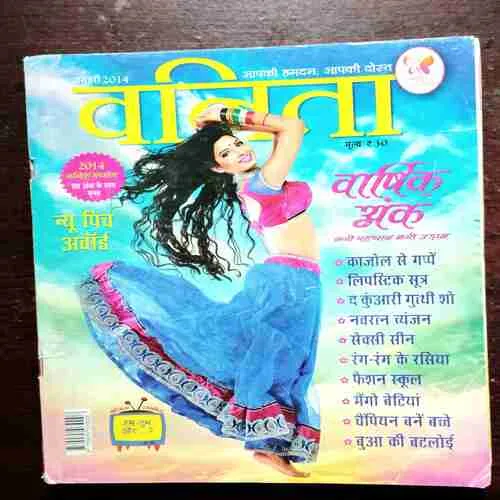 जनवरी 2014
आपकी हमदम, आपकी दोस्त
वनिता
मूल्य ₹30
2014
न्यू पिंच
अवॉर्ड
वार्षिक
अंक
काजोल से गप्पें
लिपस्टिक सूत्र
द कुंआरी गुत्थी शो
नवरात्न व्यंजन
सेक्सी सीन
रंग-रंग के रसिया
फैशन स्कूल
मैंगो बेटियां
चैंपियन बनें बच्चे
बुआ की बटलोई